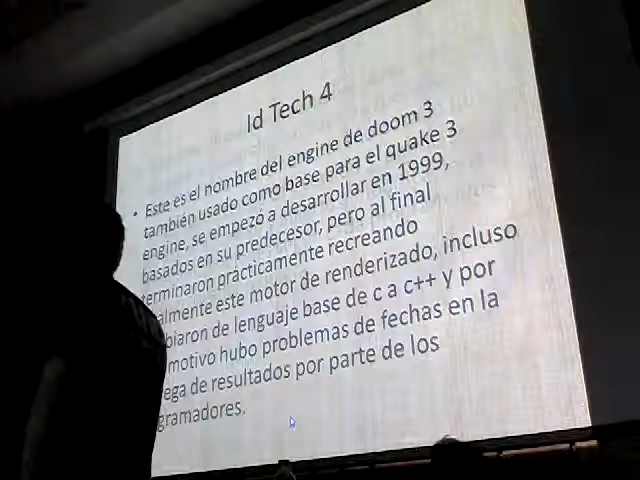 Id Tech 4
• Este es el nombre del engine de doom 3
también usado como base para el quake 3
engine, se empezó a desarrollar en 1999,
basados en su predecesor, pero al final
terminaron prácticamente recreando
almente este motor de renderizado, incluso
biaron de lenguaje base de c a c++ y por
motivo hubo problemas de fechas en la
ega de resultados por parte de los
gramadores.